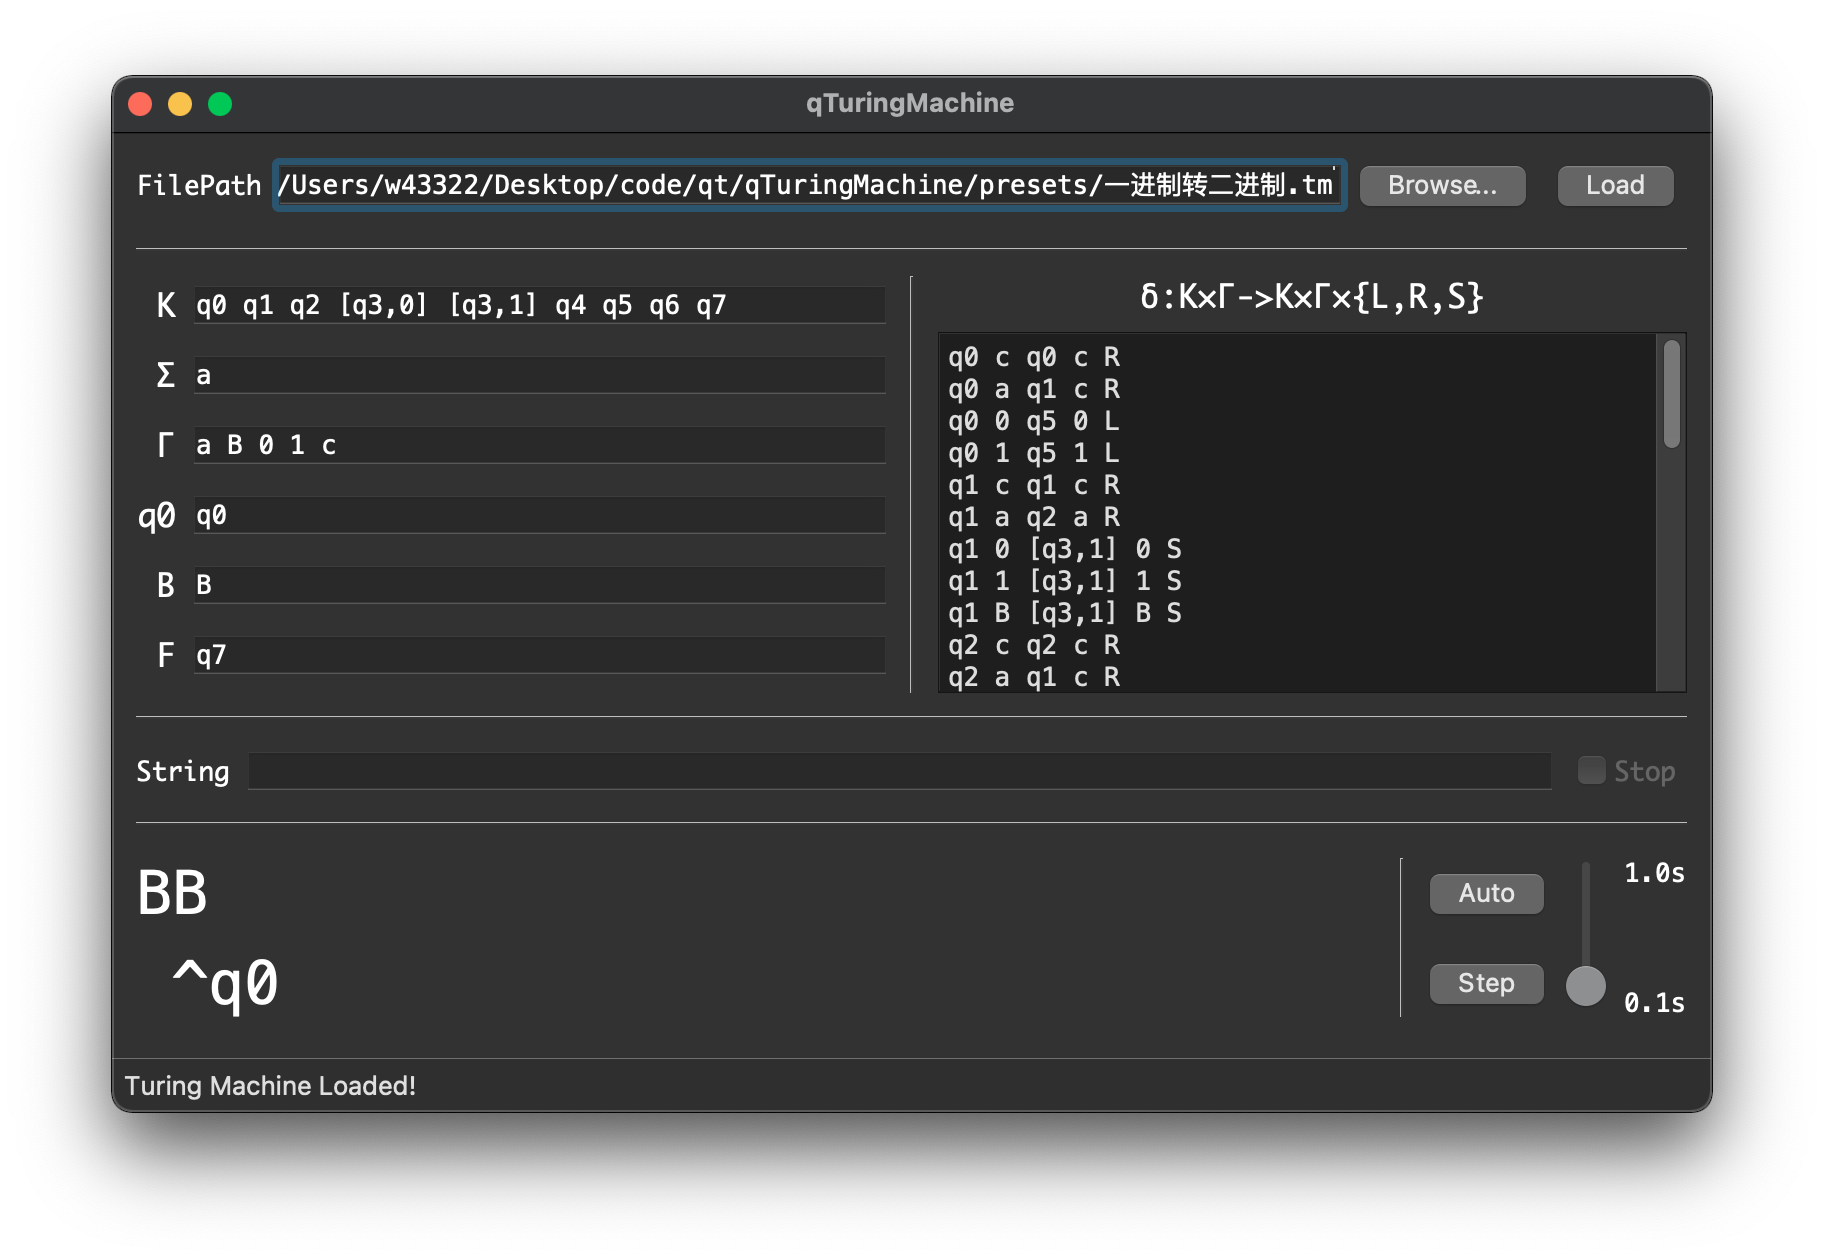 qTuringMachine
FilePath /Users/w43322/Desktop/code/qt/qTuringMachine/presets/一进制转二进制.tm Browse... Load
K q0 q1 q2 [q3,0] [q3,1] q4 q5 q6 q7
Σ a
Γ a B 0 1 c
q0 q0
B B
F q7
δ:K×Γ->K×Γ×{L,R,S}
q0 c q0 c R
q0 a q1 c R
q0 0 q5 0 L
q0 1 q5 1 L
q1 c q1 c R
q1 a q2 a R
q1 0 [q3,1] 0 S
q1 1 [q3,1] 1 S
q1 B [q3,1] B S
q2 c q2 c R
q2 a q1 c R
String Stop
BB
^q0
Auto
Step
1.0s
0.1s
Turing Machine Loaded!